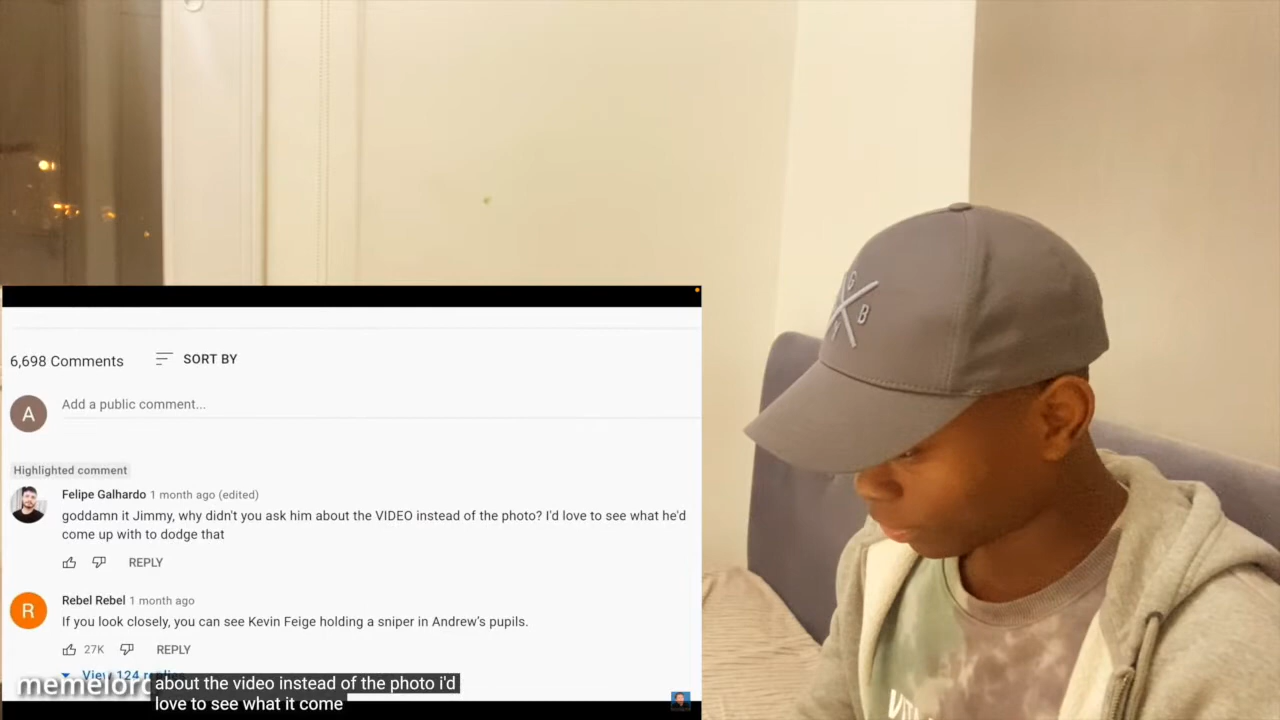 G
B
6,698 Comments
SORT BY
A
Add a public comment...
Highlighted comment
Felipe Galhardo 1 month ago (edited)
goddamn it Jimmy, why didn't you ask him about the VIDEO instead of the photo? I'd love to see what he'd
come up with to dodge that
REPLY
R
Rebel Rebel 1 month ago
If you look closely, you can see Kevin Feige holding a sniper in Andrew's pupils.
27K
REPLY
View 124 replies
memelord
about the video instead of the photo i'd
love to see what it come